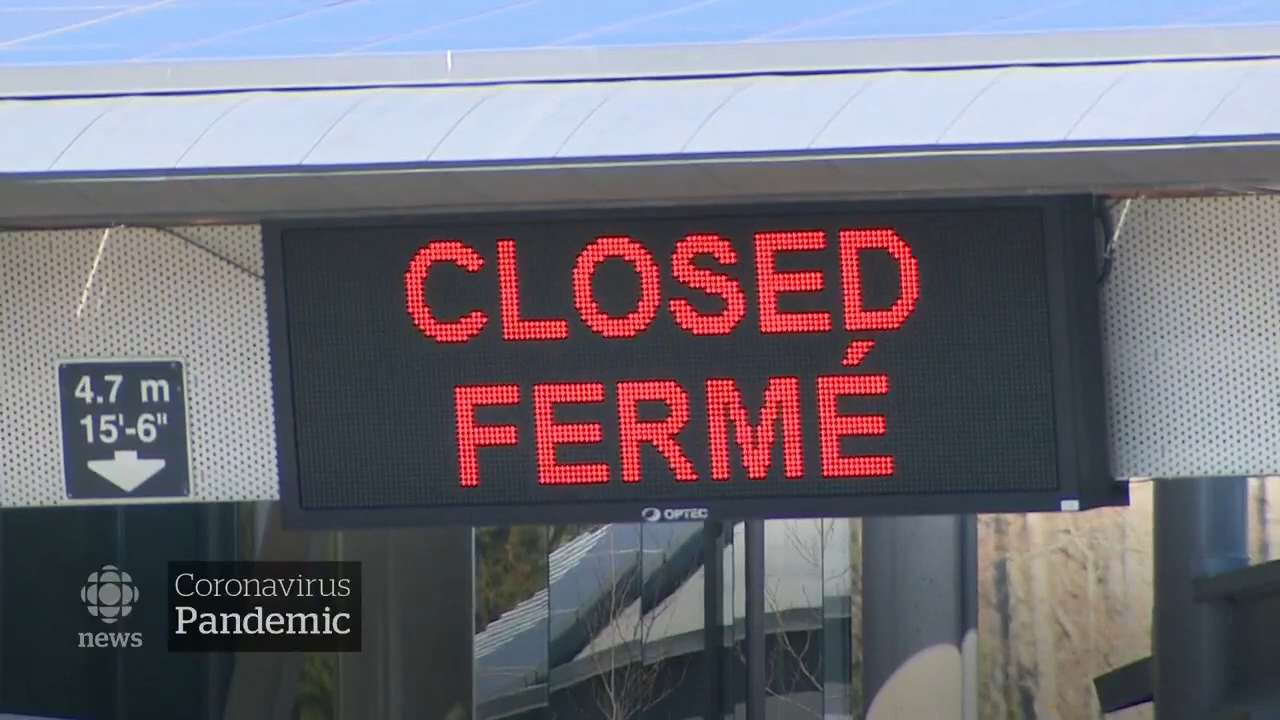 CLOSED
FERMÉ
4.7 m
15'-6"
OPTEC
news
Coronavirus
Pandemic